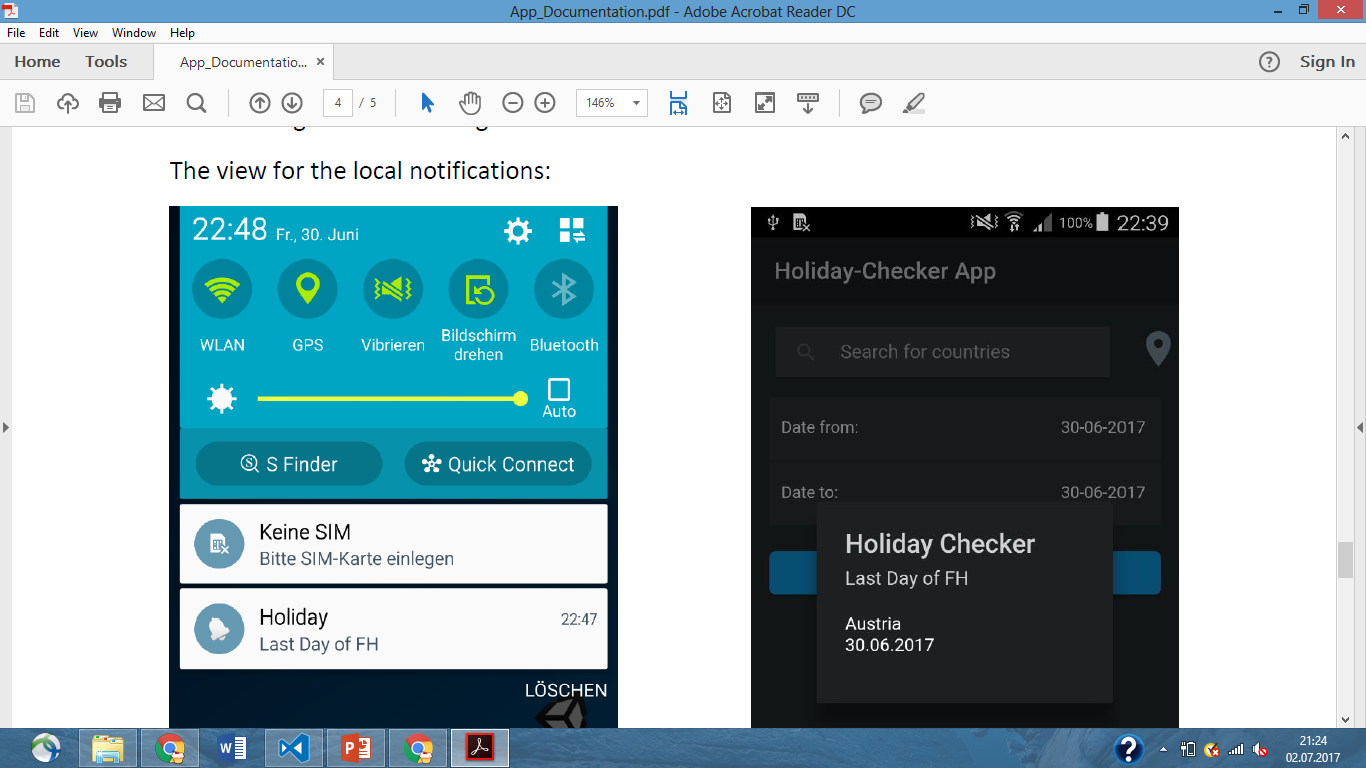 App_Documentation.pdf - Adobe Acrobat Reader DC
File Edit View Window Help
Home Tools App_Documentatio... × Sign In
4 / 5 146%
The view for the local notifications:
22:48 Fr., 30. Juni
WLAN GPS Vibrieren Bildschirm drehen Bluetooth
Auto
S Finder Quick Connect
Keine SIM
Bitte SIM-Karte einlegen
Holiday 22:47
Last Day of FH
LÖSCHEN
100% 22:39
Holiday-Checker App
Search for countries
Date from: 30-06-2017
Date to: 30-06-2017
Holiday Checker
Last Day of FH
Austria
30.06.2017
21:24
02.07.2017